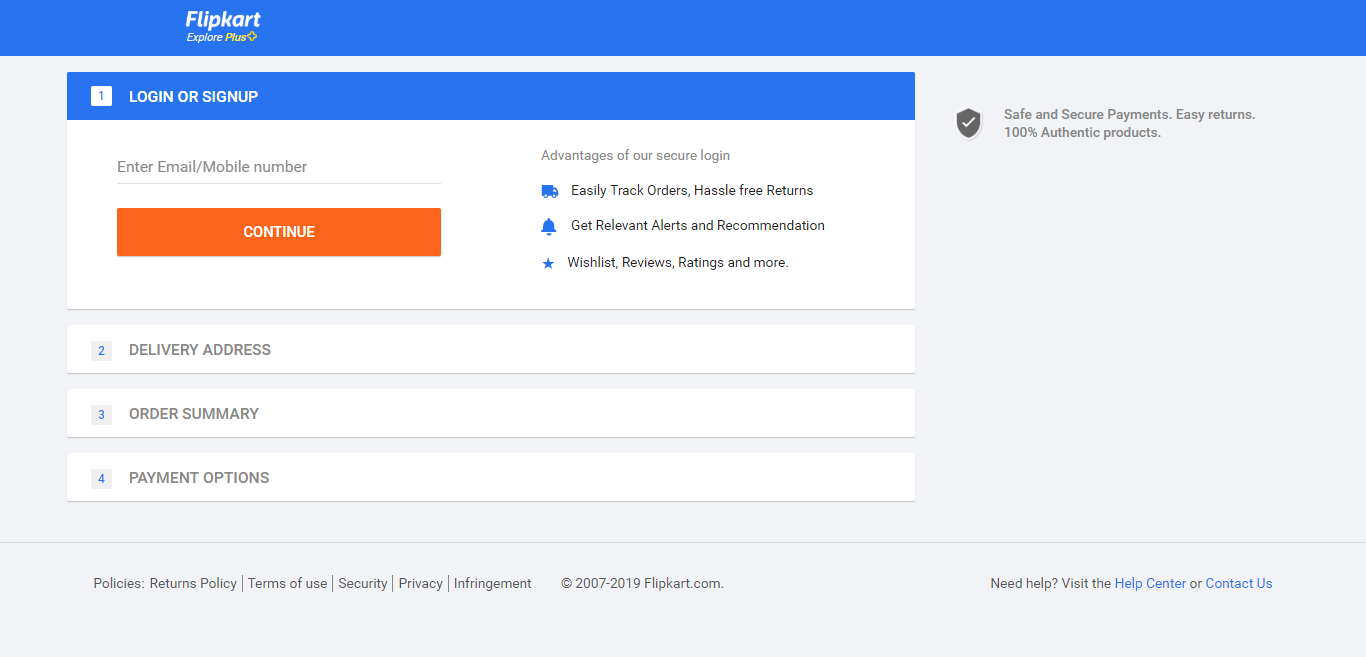 Flipkart
Explore Plus
1 LOGIN OR SIGNUP
Enter Email/Mobile number
CONTINUE
Advantages of our secure login
Easily Track Orders, Hassle free Returns
Get Relevant Alerts and Recommendation
Wishlist, Reviews, Ratings and more.
Safe and Secure Payments. Easy returns.
100% Authentic products.
2 DELIVERY ADDRESS
3 ORDER SUMMARY
4 PAYMENT OPTIONS
Policies: Returns Policy | Terms of use | Security | Privacy | Infringement © 2007-2019 Flipkart.com. Need help? Visit the Help Center or Contact Us